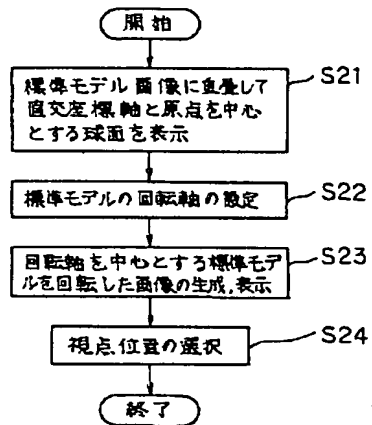 開始
標準モデル画像に重畳して
直交座標軸と原点を中心
とする球面を表示
S21
標準モデルの回転軸の設定
S22
回転軸を中心とする標準モデ
ルを回転した画像の生成、表示
S23
視点位置の選択
S24
終了